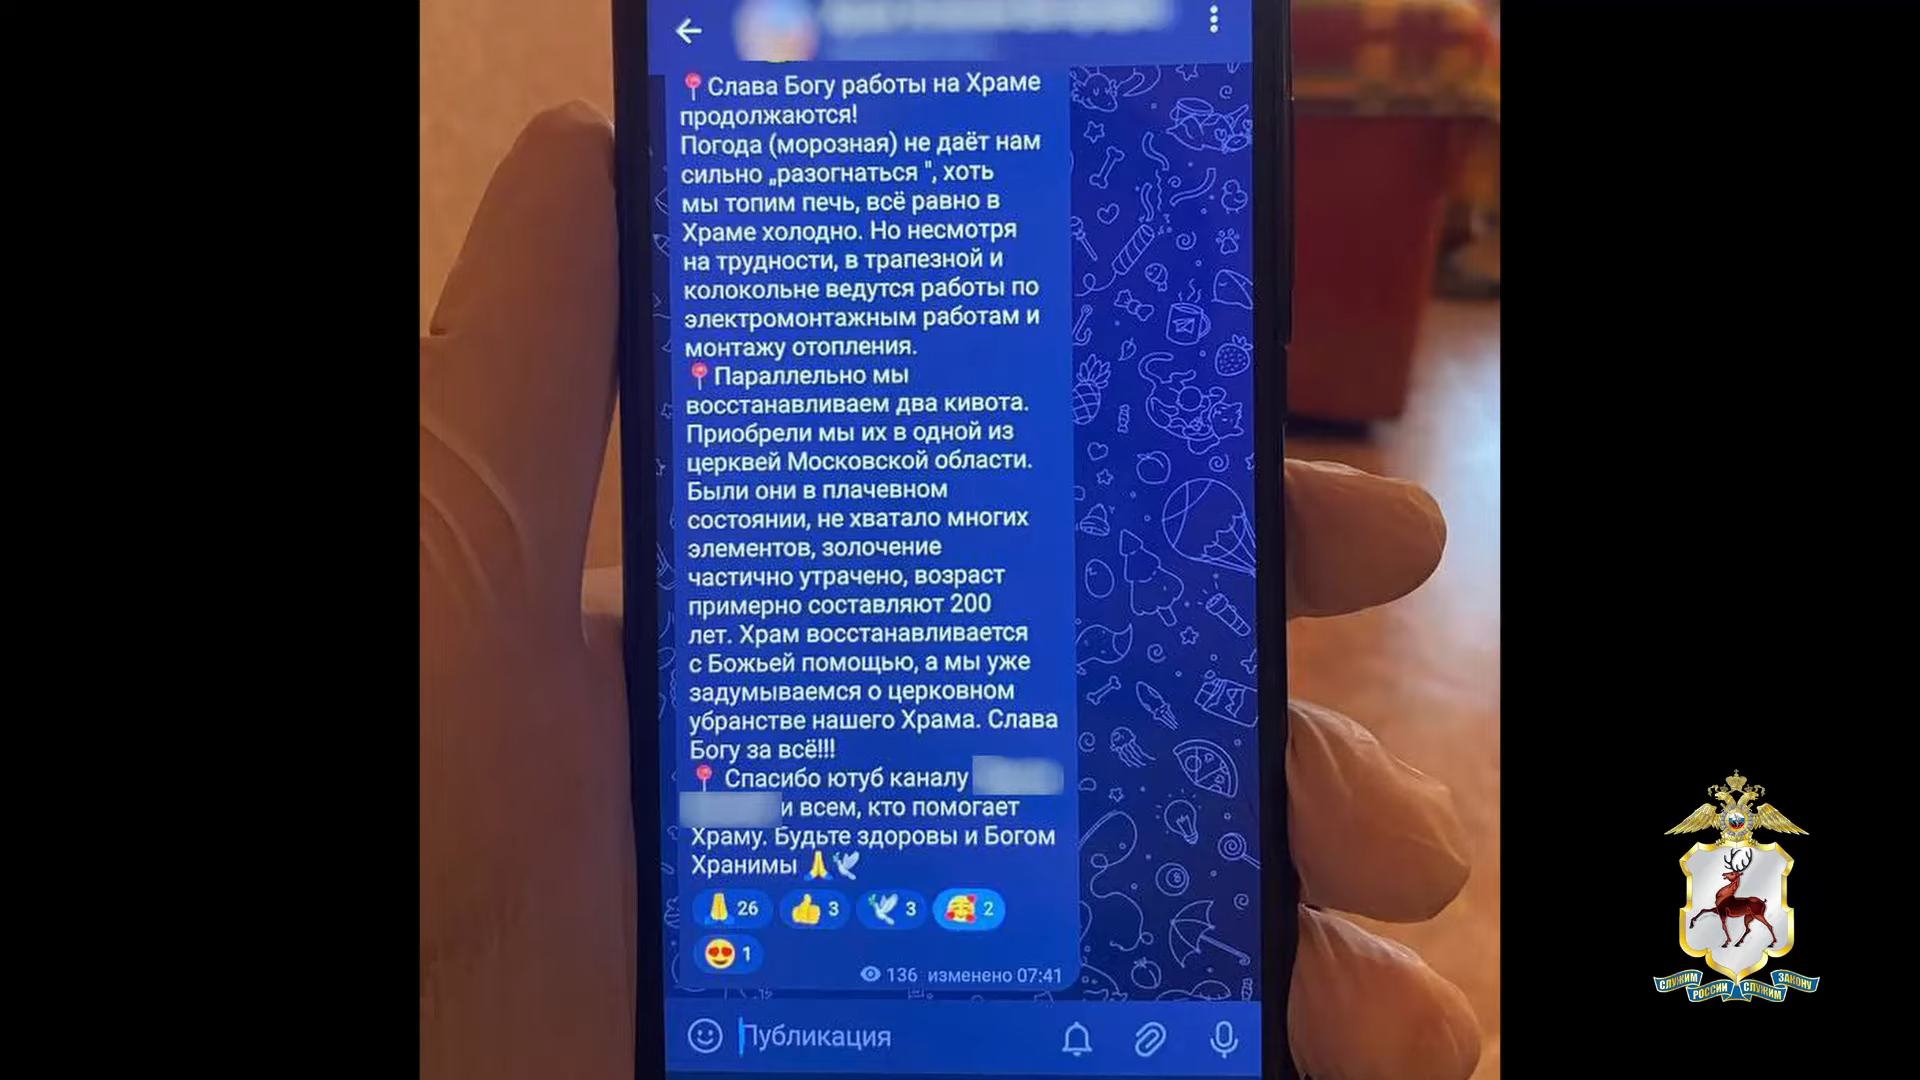 📍Слава Богу работы на Храме
продолжаются!
Погода (морозная) не даёт нам
сильно „разогнаться ", хоть
мы топим печь, всё равно в
Храме холодно. Но несмотря
на трудности, в трапезной и
колокольне ведутся работы по
электромонтажным работам и
монтажу отопления.
📍Параллельно мы
восстанавливаем два кивота.
Приобрели мы их в одной из
церквей Московской области.
Были они в плачевном
состоянии, не хватало многих
элементов, золочение
частично утрачено, возраст
примерно составляют 200
лет. Храм восстанавливается
с Божьей помощью, а мы уже
задумываемся о церковном
убранстве нашего Храма. Слава
Богу за всё!!!
📍 Спасибо ютуб каналу
и всем, кто помогает
Храму. Будьте здоровы и Богом
Хранимы 🙏🕊
🙏 26 👍 3 🕊 3 🥰 2
😍 1
136 изменено 07:41
Публикация
СЛУЖИМ РОССИИ СЛУЖИМ ЗАКОНУ